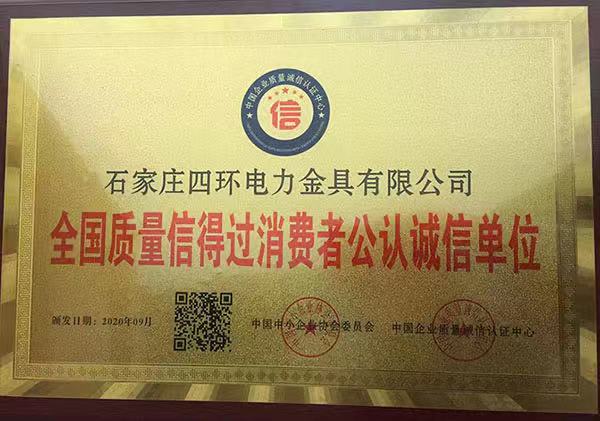 中国企业质量诚信认证中心
信
石家庄四环电力金具有限公司
全国质量信得过消费者公认诚信单位
颁发日期：2020年09月
中国中小企业协会委员会
中国企业质量诚信认证中心